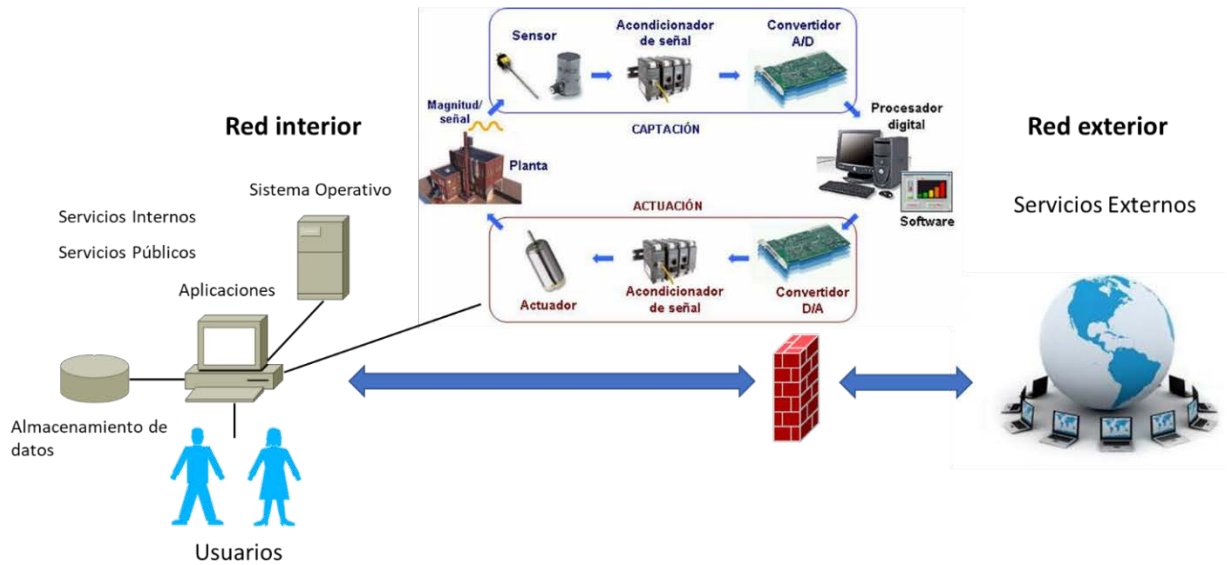 Sensor
Acondicionador
de señal
Convertidor
A/D
Magnitud/
señal
CAPTACIÓN
Procesador
digital
Planta
Software
ACTUACIÓN
Actuador
Acondicionador
de señal
Convertidor
D/A
Red interior
Sistema Operativo
Servicios Internos
Servicios Públicos
Aplicaciones
Almacenamiento de
datos
Usuarios
Red exterior
Servicios Externos